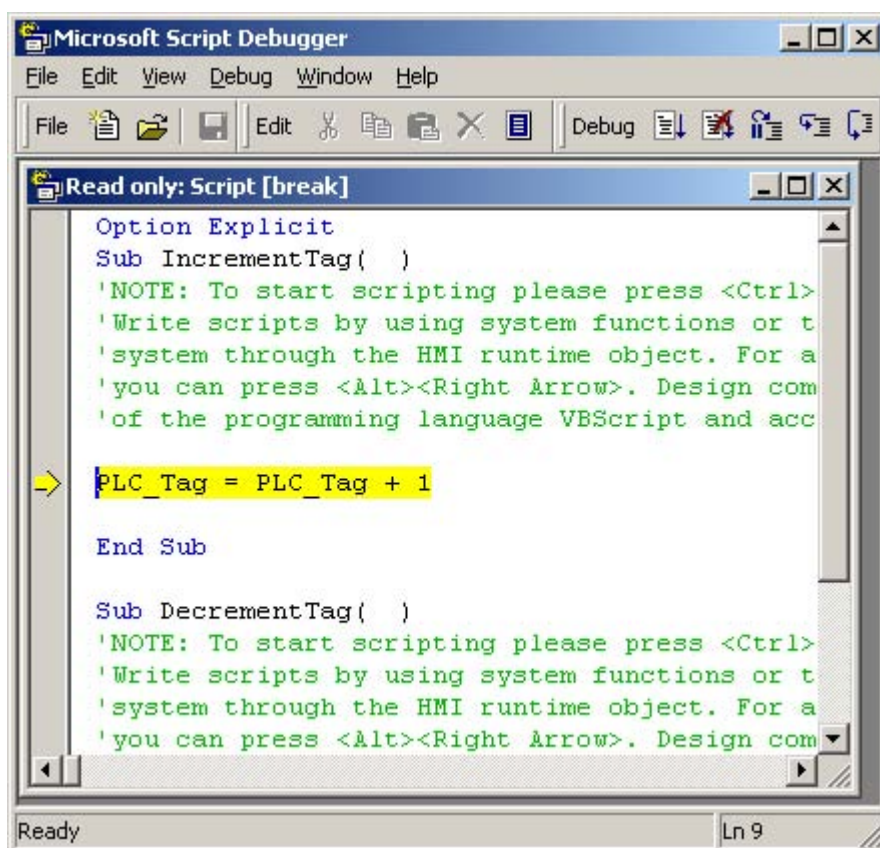 Microsoft Script Debugger
File Edit View Debug Window Help
File Edit Debug
Read only: Script [break]
Option Explicit
Sub IncrementTag( )
'NOTE: To start scripting please press <Ctrl>
'Write scripts by using system functions or t
'system through the HMI runtime object. For a
'you can press <Alt><Right Arrow>. Design com
'of the programming language VBScript and acc
PLC_Tag = PLC_Tag + 1
End Sub
Sub DecrementTag( )
'NOTE: To start scripting please press <Ctrl>
'Write scripts by using system functions or t
'system through the HMI runtime object. For a
'you can press <Alt><Right Arrow>. Design com
Ready Ln 9